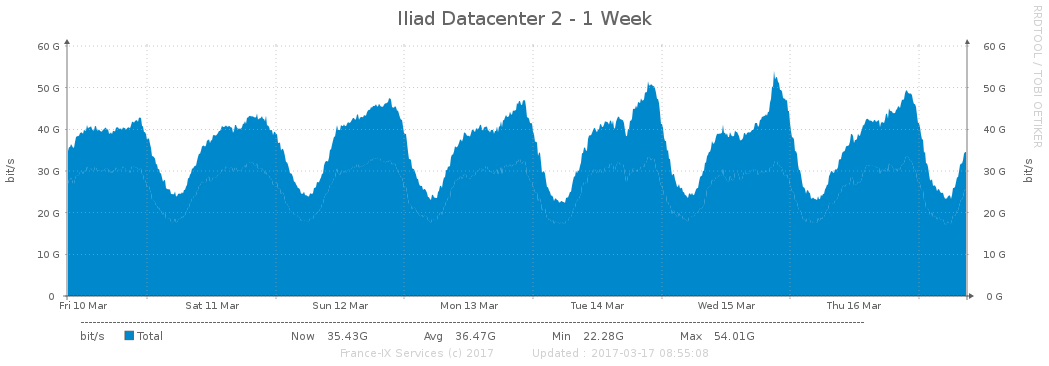 Iliad Datacenter 2 - 1 Week
RRDTOOL / TOBI OETIKER
60 G 60 G
50 G 50 G
40 G 40 G
30 G 30 G
20 G 20 G
10 G 10 G
0 0 G
bit/s bit/s
Fri 10 Mar Sat 11 Mar Sun 12 Mar Mon 13 Mar Tue 14 Mar Wed 15 Mar Thu 16 Mar
bit/s Total Now 35.43G Avg 36.47G Min 22.28G Max 54.01G
France-IX Services (c) 2017 Updated : 2017-03-17 08:55:08